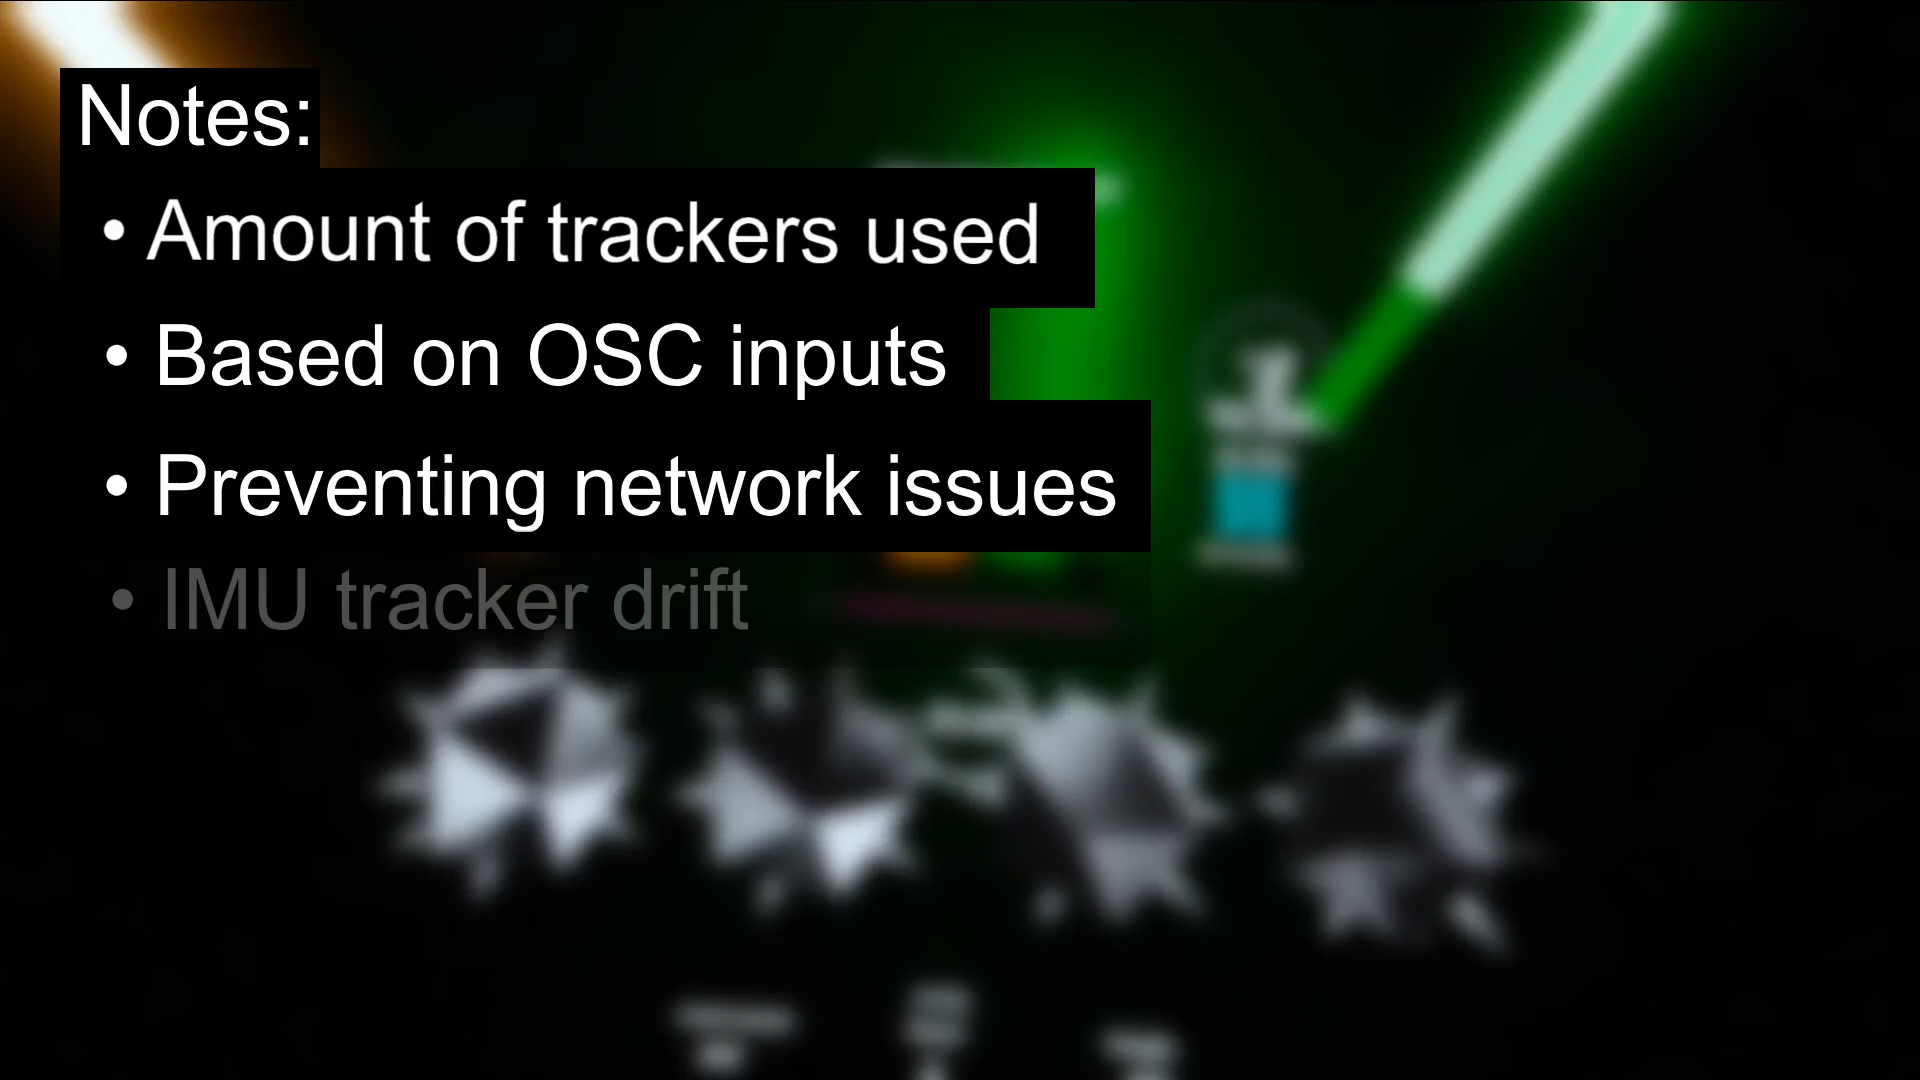 Notes:
• Amount of trackers used
• Based on OSC inputs
• Preventing network issues
• IMU tracker drift